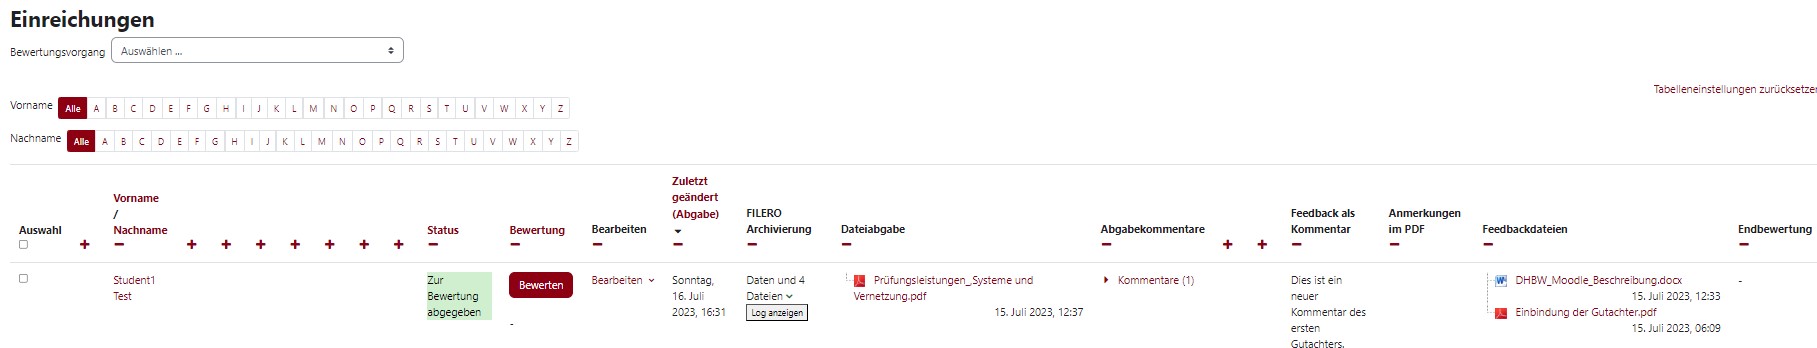 Einreichungen
Bewertungsvorgang Auswählen ...
Tabelleneinstellungen zurücksetzen
Vorname Alle A B C D E F G H I J K L M N O P Q R S T U V W X Y Z
Nachname Alle A B C D E F G H I J K L M N O P Q R S T U V W X Y Z
Auswahl
Vorname
/
Nachname
Status
Bewertung
Bearbeiten
Zuletzt
geändert
(Abgabe)
FILERO
Archivierung
Dateiabgabe
Abgabekommentare
Feedback als
Kommentar
Anmerkungen
im PDF
Feedbackdateien
Endbewertung
Student1
Test
Zur
Bewertung
abgegeben
Bewerten
-
Bearbeiten
Sonntag,
16. Juli
2023, 16:31
Daten und 4
Dateien
Log anzeigen
Prüfungsleistungen_Systeme und
Vernetzung.pdf
15. Juli 2023, 12:37
Kommentare (1)
Dies ist ein
neuer
Kommentar des
ersten
Gutachters.
DHBW_Moodle_Beschreibung.docx
15. Juli 2023, 12:33
Einbindung der Gutachter.pdf
15. Juli 2023, 06:09
-